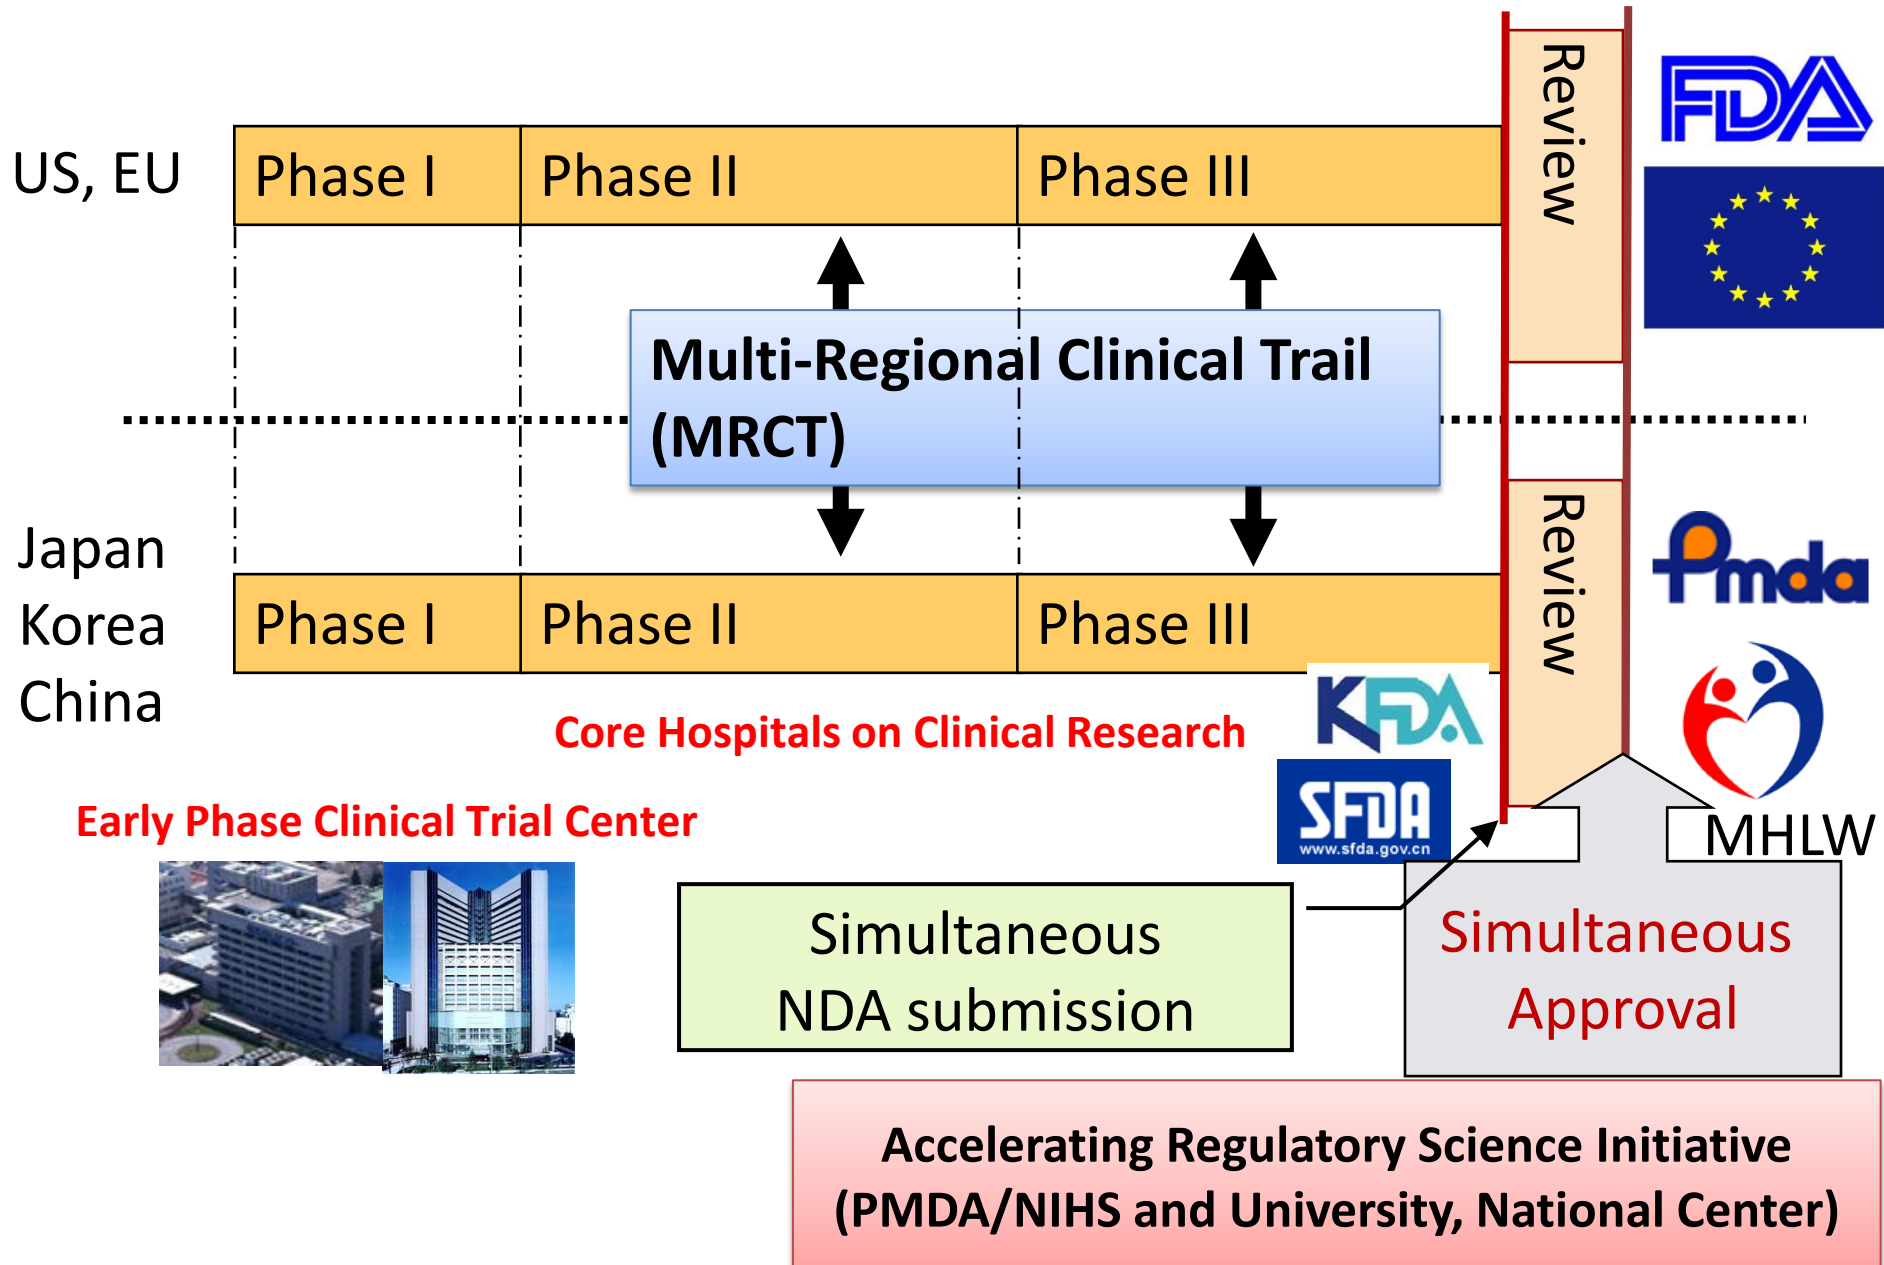 US, EU
Phase I
Phase II
Phase III
Review
FDA
Multi-Regional Clinical Trail
(MRCT)
Japan
Korea
China
Phase I
Phase II
Phase III
Review
Pmda
KFDA
SFDA
www.sfda.gov.cn
MHLW
Core Hospitals on Clinical Research
Early Phase Clinical Trial Center
Simultaneous
NDA submission
Simultaneous
Approval
Accelerating Regulatory Science Initiative
(PMDA/NIHS and University, National Center)